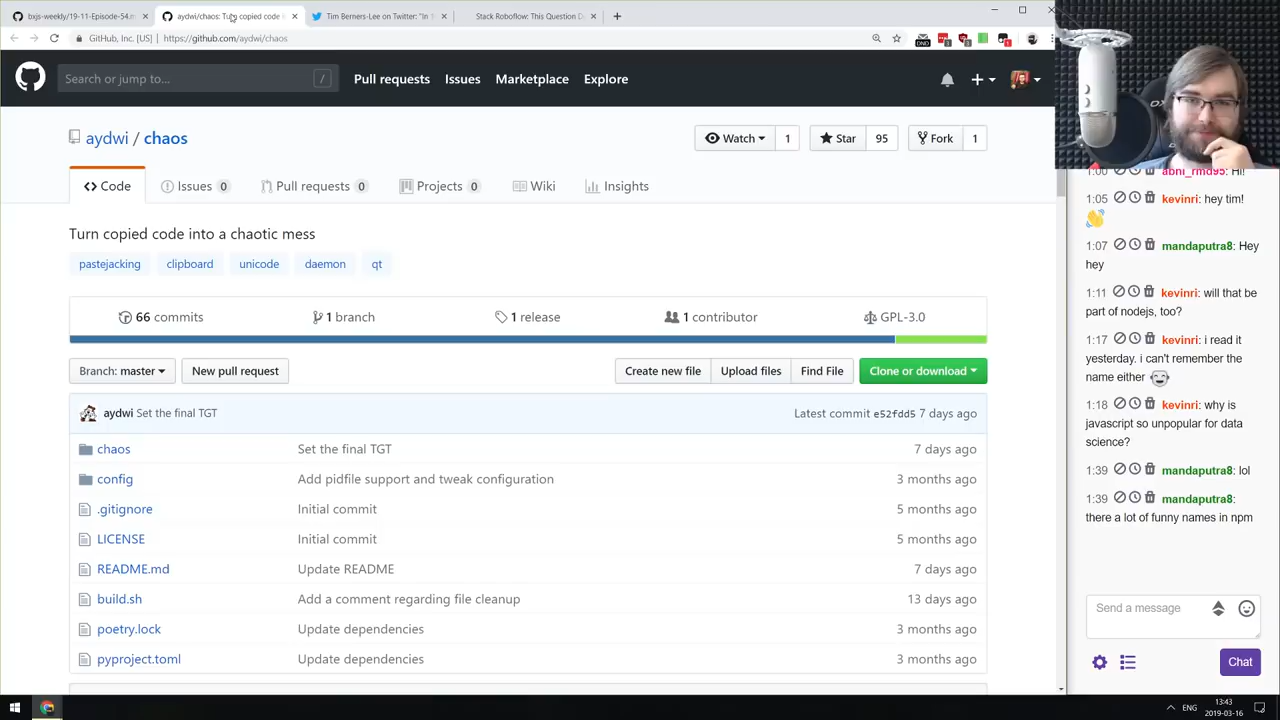 bxjs-weekly/19-11-Episode-54.m
aydwi/chaos: Turn copied code i
Tim Berners-Lee on Twitter: "In 1
Stack Roboflow: This Question D
GitHub, Inc. [US] | https://github.com/aydwi/chaos
Search or jump to...
/
Pull requests
Issues
Marketplace
Explore
aydwi / chaos
Watch
1
Star
95
Fork
1
Code
Issues 0
Pull requests 0
Projects 0
Wiki
Insights
Turn copied code into a chaotic mess
pastejacking
clipboard
unicode
daemon
qt
66 commits
1 branch
1 release
1 contributor
GPL-3.0
Branch: master
New pull request
Create new file
Upload files
Find File
Clone or download
aydwi Set the final TGT
Latest commit e52fdd5 7 days ago
chaos
Set the final TGT
7 days ago
config
Add pidfile support and tweak configuration
3 months ago
.gitignore
Initial commit
5 months ago
LICENSE
Initial commit
5 months ago
README.md
Update README
7 days ago
build.sh
Add a comment regarding file cleanup
13 days ago
poetry.lock
Update dependencies
3 months ago
pyproject.toml
Update dependencies
3 months ago
1:00 abhi_rmd95: Hi!
1:05 kevinri: hey tim!
1:07 mandaputra8: Hey
hey
1:11 kevinri: will that be
part of nodejs, too?
1:17 kevinri: i read it
yesterday. i can't remember the
name either
1:18 kevinri: why is
javascript so unpopular for data
science?
1:39 mandaputra8: lol
1:39 mandaputra8:
there a lot of funny names in npm
Send a message
Chat
ENG
13:43
2019-03-16